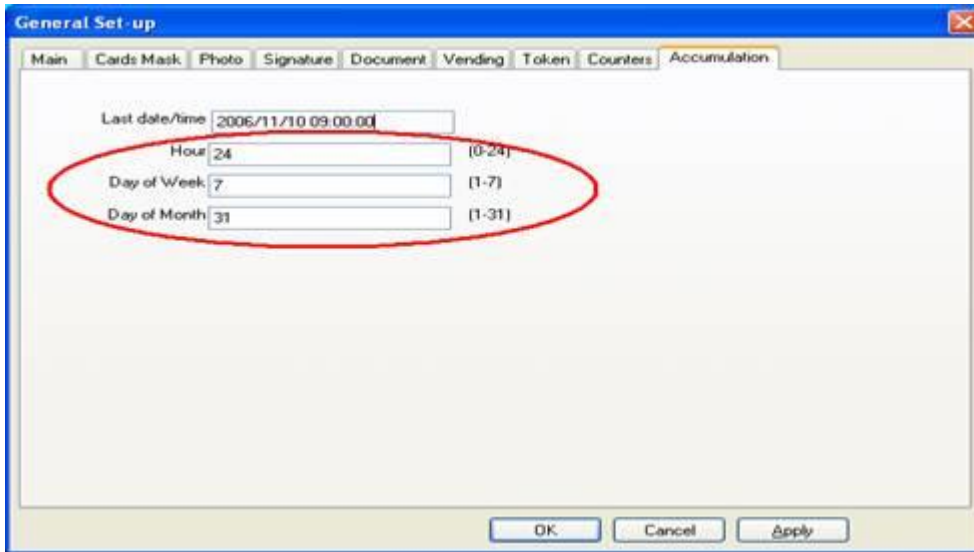 General Set-up
Main Cards Mask Photo Signature Document Vending Token Counters Accumulation
Last date/time 2006/11/10 09:00:00
Hour 24 (0-24)
Day of Week 7 (1-7)
Day of Month 31 (1-31)
OK Cancel Apply